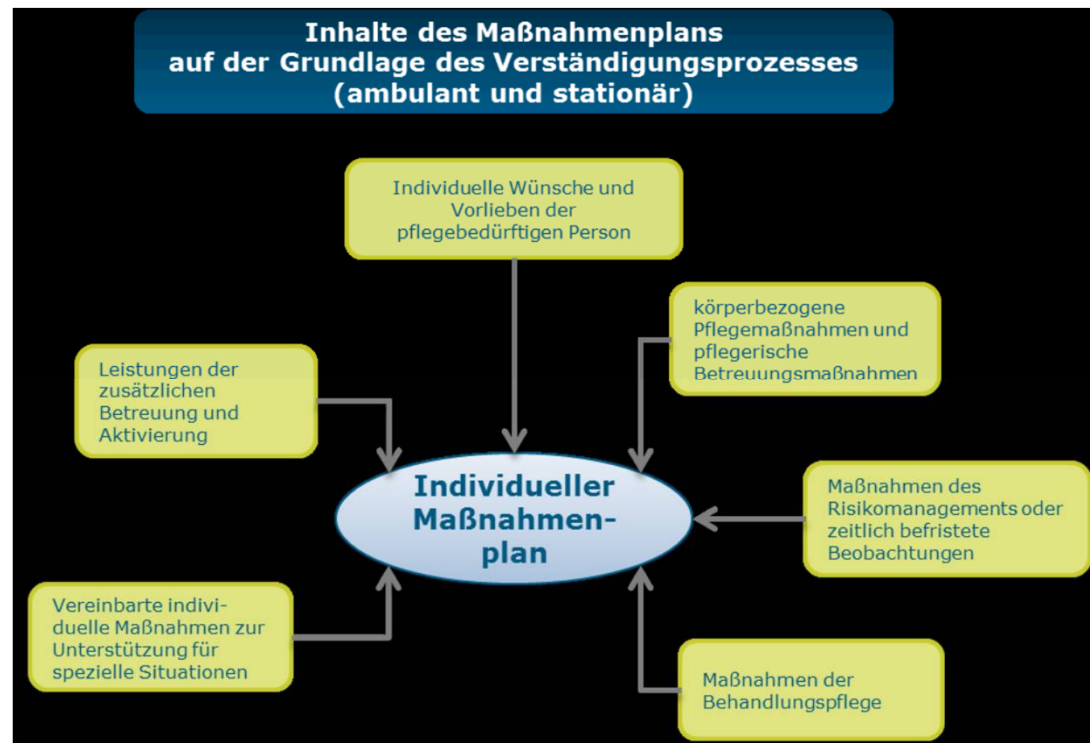 Inhalte des Maßnahmenplans
auf der Grundlage des Verständigungsprozesses
(ambulant und stationär)
Individuelle Wünsche und
Vorlieben der
pflegebedürftigen Person
körperbezogene
Pflegemaßnahmen und
pflegerische
Betreuungsmaßnahmen
Leistungen der
zusätzlichen
Betreuung und
Aktivierung
Individueller
Maßnahmen-
plan
Maßnahmen des
Risikomanagements oder
zeitlich befristete
Beobachtungen
Vereinbarte indivi-
duelle Maßnahmen zur
Unterstützung für
spezielle Situationen
Maßnahmen der
Behandlungspflege